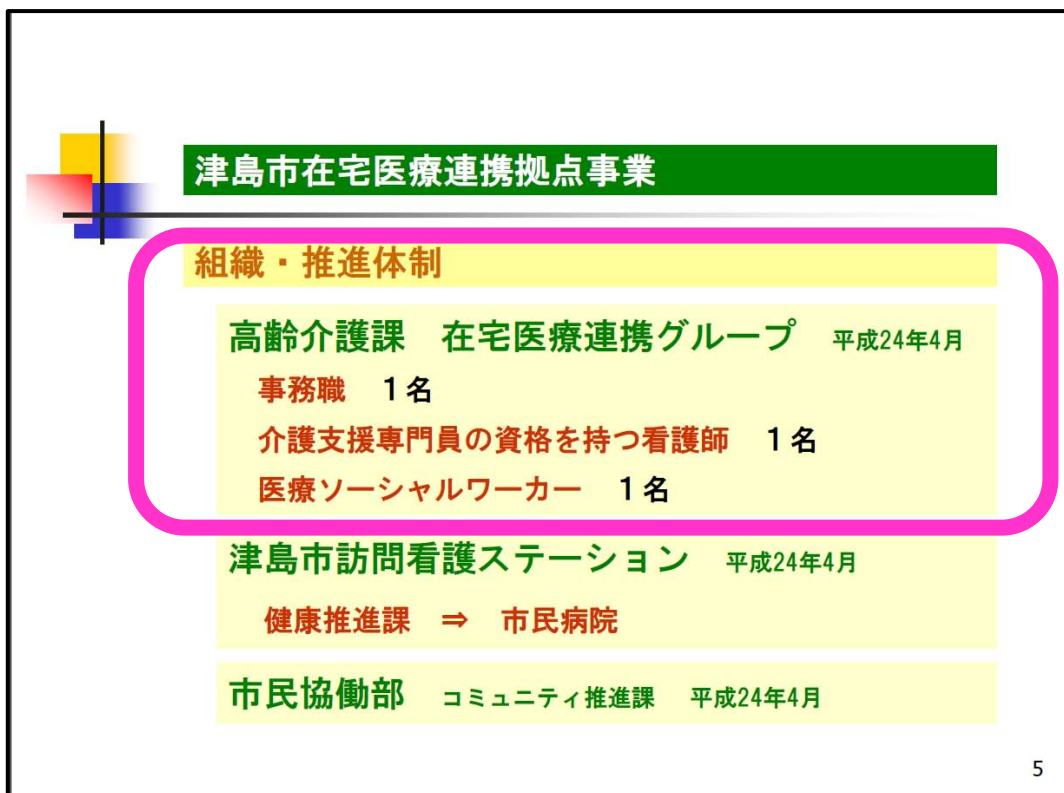 津島市在宅医療連携拠点事業
組織・推進体制
高齢介護課　在宅医療連携グループ　平成24年4月
事務職　１名
介護支援専門員の資格を持つ看護師　１名
医療ソーシャルワーカー　１名
津島市訪問看護ステーション　平成24年4月
健康推進課　⇒　市民病院
市民協働部　コミュニティ推進課　平成24年4月
5